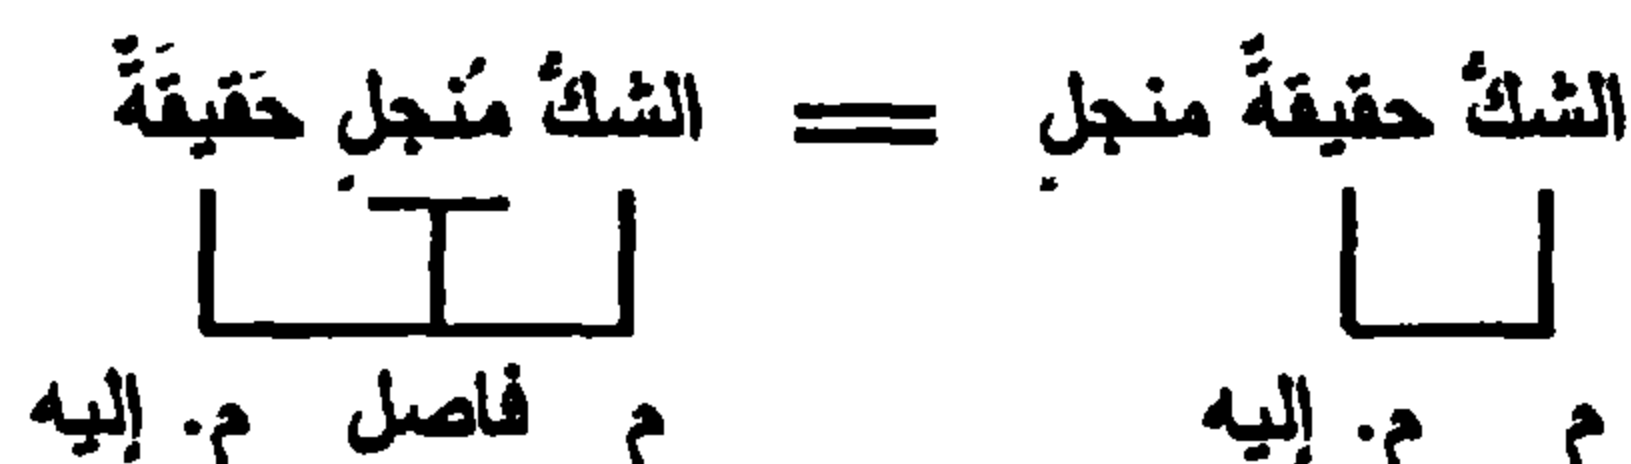 الشكُّ حقيقةً منجلٍ = الشكُّ مُنجلٍ حَقيقَةً
م م. إليه م فاصل م. إليه